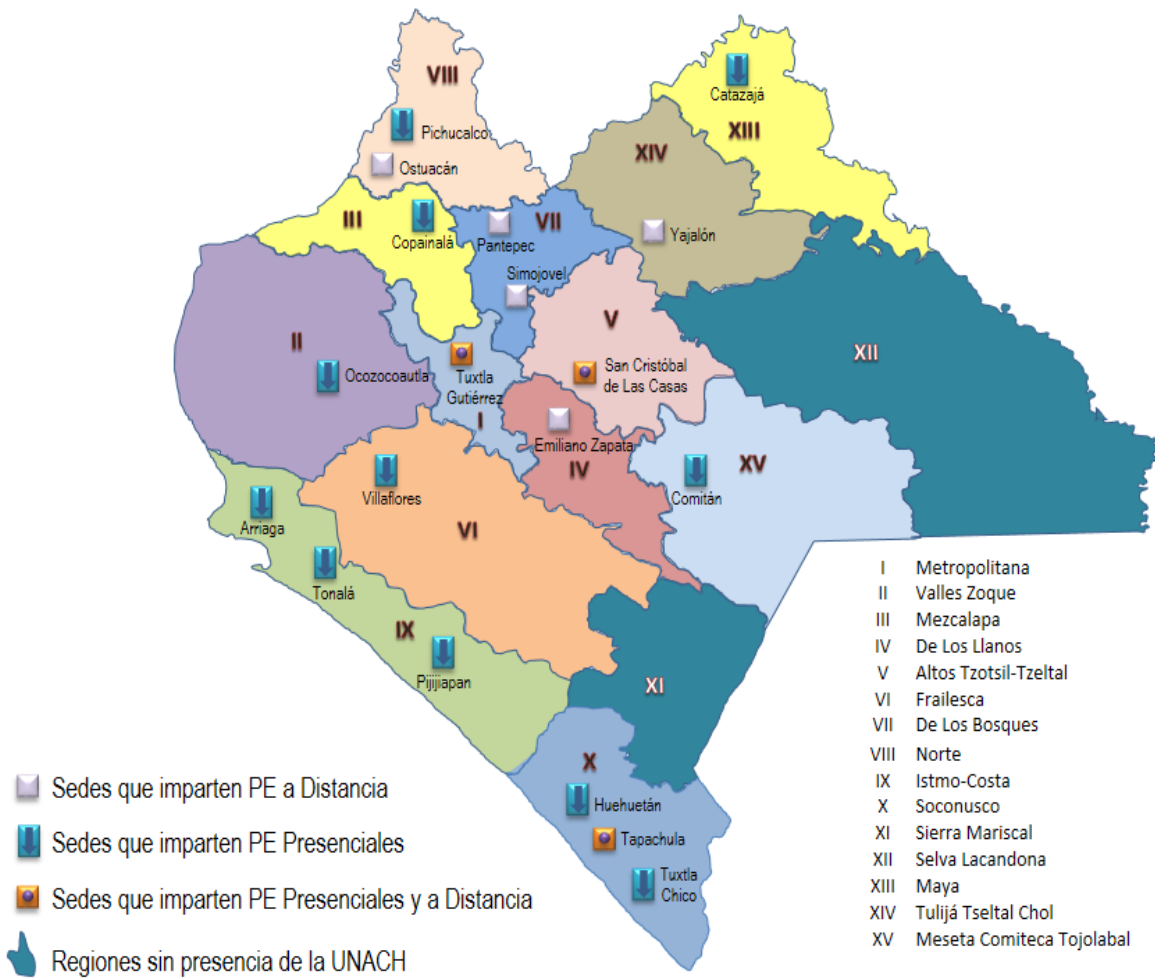 VIII
Pichucalco
Ostuacán
Catazajá
XIII
XIV
Yajalón
III
Copainalá
VII
Pantepec
Simojovel
II
Ocozocoautla
Tuxtla
Gutiérrez
I
V
San Cristóbal
de Las Casas
XII
Emiliano Zapata
IV
XV
Comitán
Villaflores
VI
Arriaga
Tonalá
IX
Pijijiapan
XI
X
Huehuetán
Tapachula
Tuxtla
Chico
I Metropolitana
II Valles Zoque
III Mezcalapa
IV De Los Llanos
V Altos Tzotsil-Tzeltal
VI Frailesca
VII De Los Bosques
VIII Norte
IX Istmo-Costa
X Soconusco
XI Sierra Mariscal
XII Selva Lacandona
XIII Maya
XIV Tulijá Tseltal Chol
XV Meseta Comiteca Tojolabal
Sedes que imparten PE a Distancia
Sedes que imparten PE Presenciales
Sedes que imparten PE Presenciales y a Distancia
Regiones sin presencia de la UNACH